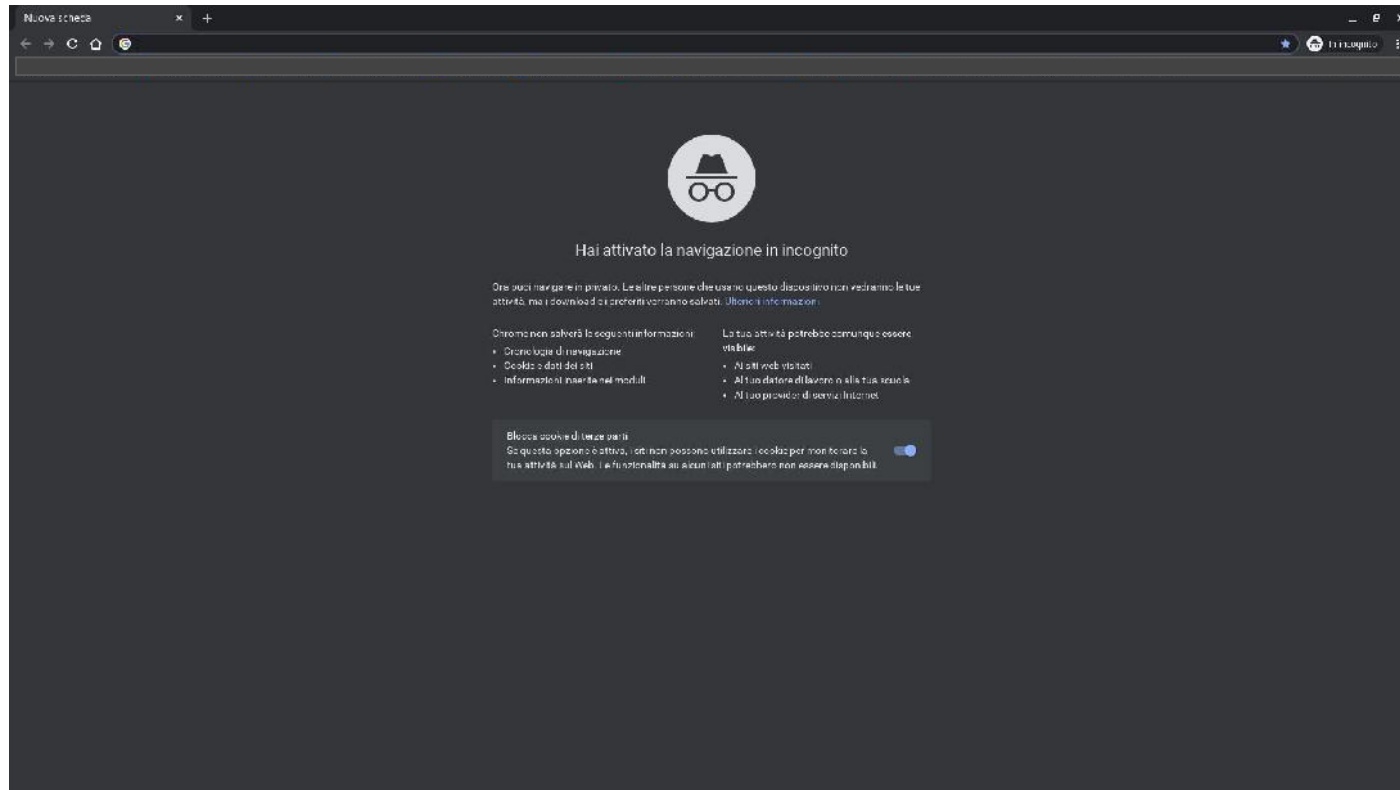 Nuova scheda
In incognito
Hai attivato la navigazione in incognito
Ora puoi navigare in privato. Le altre persone che usano questo dispositivo non vedranno le tue
attività, ma i download e i preferiti verranno salvati. Ulteriori informazioni
Chrome non salverà le seguenti informazioni:
• Cronologia di navigazione
• Cookie e dati dei siti
• Informazioni inserite nei moduli
La tua attività potrebbe comunque essere
visibile:
• Ai siti web visitati
• Al tuo datore di lavoro o alla tua scuola
• Al tuo provider di servizi Internet
Blocca cookie di terze parti
Se questa opzione è attiva, i siti non possono utilizzare i cookie per monitorare la
tua attività sul Web. Le funzionalità su alcuni siti potrebbero non essere disponibili.